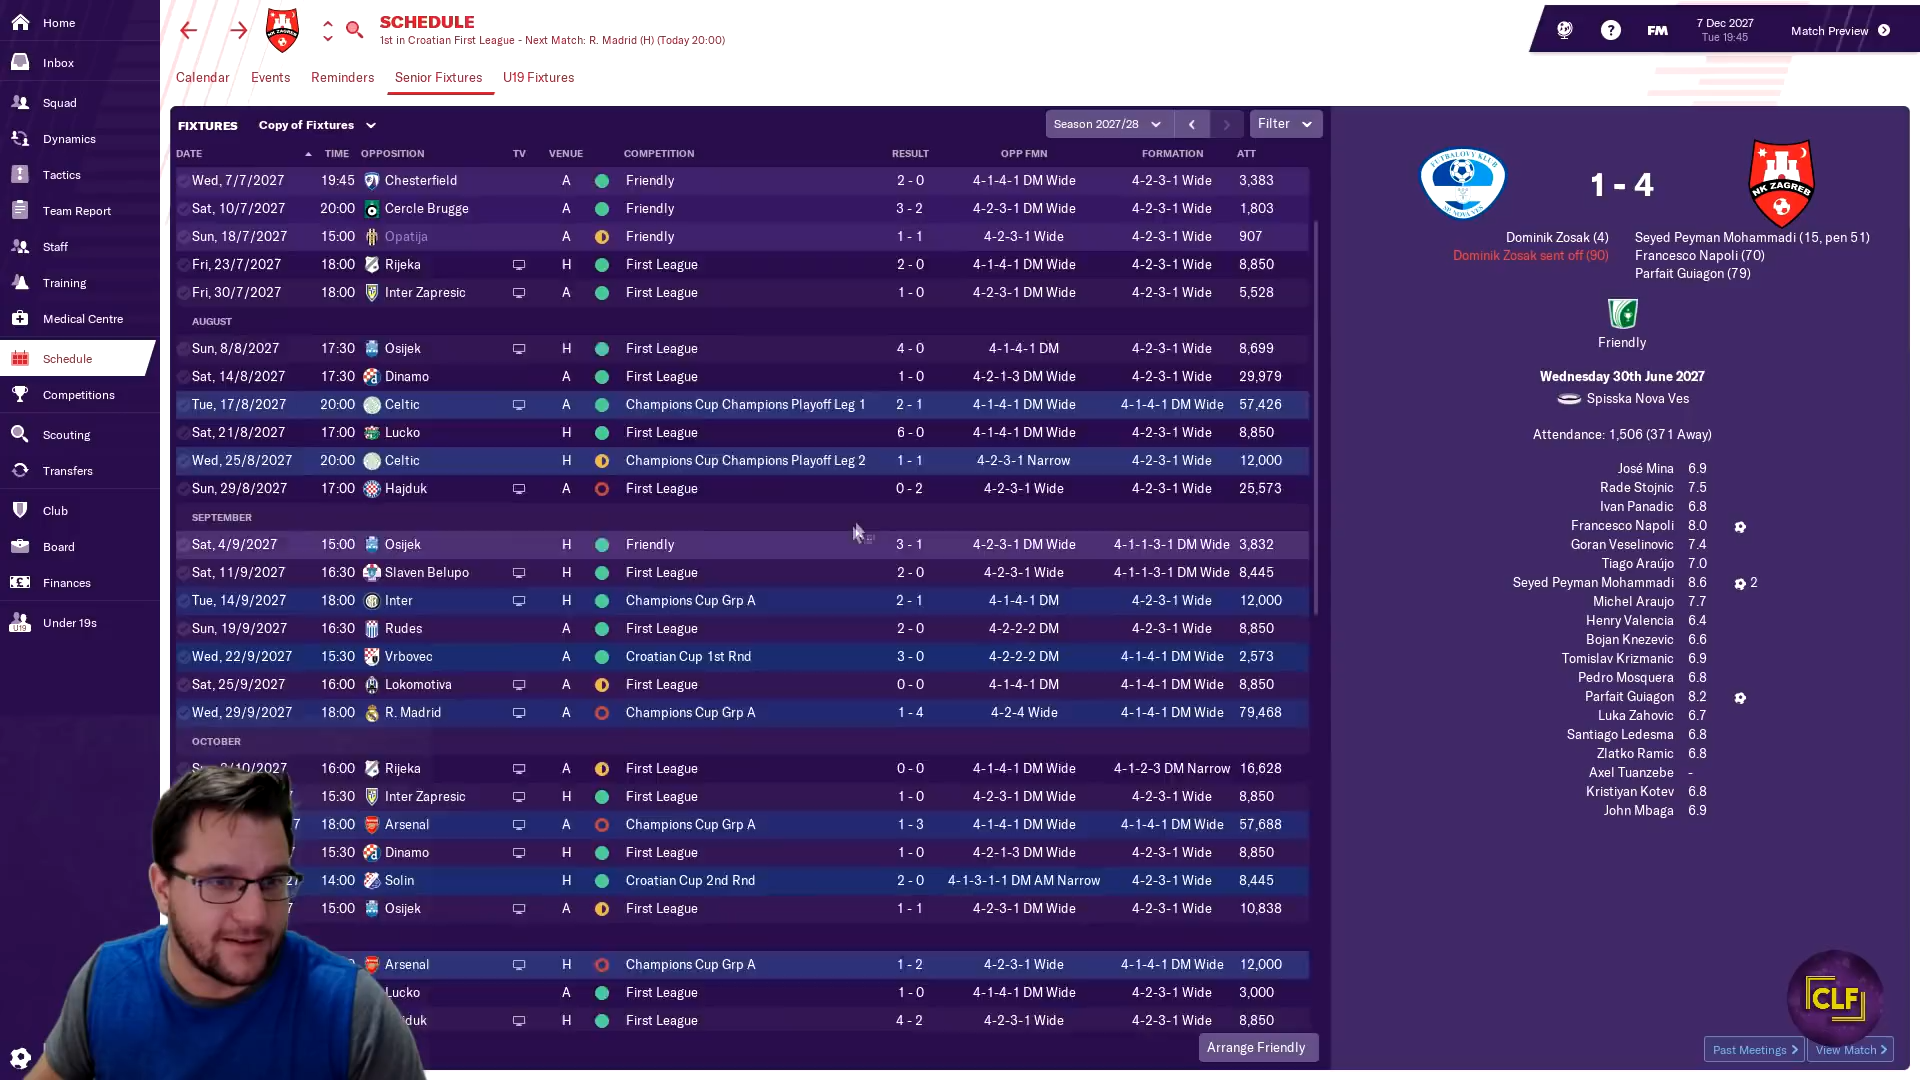 Home
Inbox
Squad
Dynamics
Tactics
Team Report
Staff
Training
Medical Centre
Schedule
Competitions
Scouting
Transfers
Club
Board
Finances
Under 19s
U19
NK ZAGREB
SCHEDULE
1st in Croatian First League - Next Match: R. Madrid (H) (Today 20:00)
FM
7 Dec 2027
Tue 19:45
Match Preview
Calendar Events Reminders Senior Fixtures U19 Fixtures
FIXTURES Copy of Fixtures Season 2027/28 Filter
DATE TIME OPPOSITION TV VENUE COMPETITION RESULT OPP FMN FORMATION ATT
Wed, 7/7/2027 19:45 Chesterfield A Friendly 2 - 0 4-1-4-1 DM Wide 4-2-3-1 Wide 3,383
Sat, 10/7/2027 20:00 Cercle Brugge A Friendly 3 - 2 4-2-3-1 DM Wide 4-2-3-1 Wide 1,803
Sun, 18/7/2027 15:00 Opatija A Friendly 1 - 1 4-2-3-1 Wide 4-2-3-1 Wide 907
Fri, 23/7/2027 18:00 Rijeka H First League 2 - 0 4-1-4-1 DM Wide 4-2-3-1 Wide 8,850
Fri, 30/7/2027 18:00 Inter Zapresic A First League 1 - 0 4-2-3-1 DM Wide 4-2-3-1 Wide 5,528
AUGUST
Sun, 8/8/2027 17:30 Osijek H First League 4 - 0 4-1-4-1 DM 4-2-3-1 Wide 8,699
Sat, 14/8/2027 17:30 Dinamo A First League 1 - 0 4-2-1-3 DM Wide 4-2-3-1 Wide 29,979
Tue, 17/8/2027 20:00 Celtic A Champions Cup Champions Playoff Leg 1 2 - 1 4-1-4-1 DM Wide 4-1-4-1 DM Wide 57,426
Sat, 21/8/2027 17:00 Lucko H First League 6 - 0 4-1-4-1 DM Wide 4-2-3-1 Wide 8,850
Wed, 25/8/2027 20:00 Celtic H Champions Cup Champions Playoff Leg 2 1 - 1 4-2-3-1 Narrow 4-2-3-1 Wide 12,000
Sun, 29/8/2027 17:00 Hajduk A First League 0 - 2 4-2-3-1 Wide 4-2-3-1 Wide 25,573
SEPTEMBER
Sat, 4/9/2027 15:00 Osijek H Friendly 3 - 1 4-2-3-1 DM Wide 4-1-1-3-1 DM Wide 3,832
Sat, 11/9/2027 16:30 Slaven Belupo H First League 2 - 0 4-2-3-1 Wide 4-1-1-3-1 DM Wide 8,445
Tue, 14/9/2027 18:00 Inter H Champions Cup Grp A 2 - 1 4-1-4-1 DM 4-2-3-1 Wide 12,000
Sun, 19/9/2027 16:30 Rudes A First League 2 - 0 4-2-2-2 DM 4-2-3-1 Wide 8,850
Wed, 22/9/2027 15:30 Vrbovec A Croatian Cup 1st Rnd 3 - 0 4-2-2-2 DM 4-1-4-1 DM Wide 2,573
Sat, 25/9/2027 16:00 Lokomotiva A First League 0 - 0 4-1-4-1 DM 4-1-4-1 DM Wide 8,850
Wed, 29/9/2027 18:00 R. Madrid A Champions Cup Grp A 1 - 4 4-2-4 Wide 4-1-4-1 DM Wide 79,468
OCTOBER
/10/2027 16:00 Rijeka A First League 0 - 0 4-1-4-1 DM Wide 4-1-2-3 DM Narrow 16,628
15:30 Inter Zapresic H First League 1 - 0 4-2-3-1 DM Wide 4-2-3-1 Wide 8,850
7 18:00 Arsenal A Champions Cup Grp A 1 - 3 4-1-4-1 DM Wide 4-1-4-1 DM Wide 57,688
15:30 Dinamo H First League 1 - 0 4-2-1-3 DM Wide 4-2-3-1 Wide 8,850
27 14:00 Solin H Croatian Cup 2nd Rnd 2 - 0 4-1-3-1-1 DM AM Narrow 4-2-3-1 Wide 8,445
7 15:00 Osijek A First League 1 - 1 4-2-3-1 DM Wide 4-2-3-1 Wide 10,838
Arsenal H Champions Cup Grp A 1 - 2 4-2-3-1 Wide 4-1-4-1 DM Wide 12,000
Lucko A First League 1 - 0 4-1-4-1 DM Wide 4-2-3-1 Wide 3,000
duk H First League 4 - 2 4-2-3-1 Wide 4-2-3-1 Wide 8,850
Arrange Friendly
FUTBALOVY KLUB
SP. NOVA VES
1 - 4
NK ZAGREB
Dominik Zosak (4)
Dominik Zosak sent off (90)
Seyed Peyman Mohammadi (15, pen 51)
Francesco Napoli (70)
Parfait Guiagon (79)
Friendly
Wednesday 30th June 2027
Spisska Nova Ves
Attendance: 1,506 (371 Away)
José Mina 6.9
Rade Stojnic 7.5
Ivan Panadic 6.8
Francesco Napoli 8.0
Goran Veselinovic 7.4
Tiago Araújo 7.0
Seyed Peyman Mohammadi 8.6 2
Michel Araujo 7.7
Henry Valencia 6.4
Bojan Knezevic 6.6
Tomislav Krizmanic 6.9
Pedro Mosquera 6.8
Parfait Guiagon 8.2
Luka Zahovic 6.7
Santiago Ledesma 6.8
Zlatko Ramic 6.8
Axel Tuanzebe -
Kristiyan Kotev 6.8
John Mbaga 6.9
CLF
Past Meetings
View Match